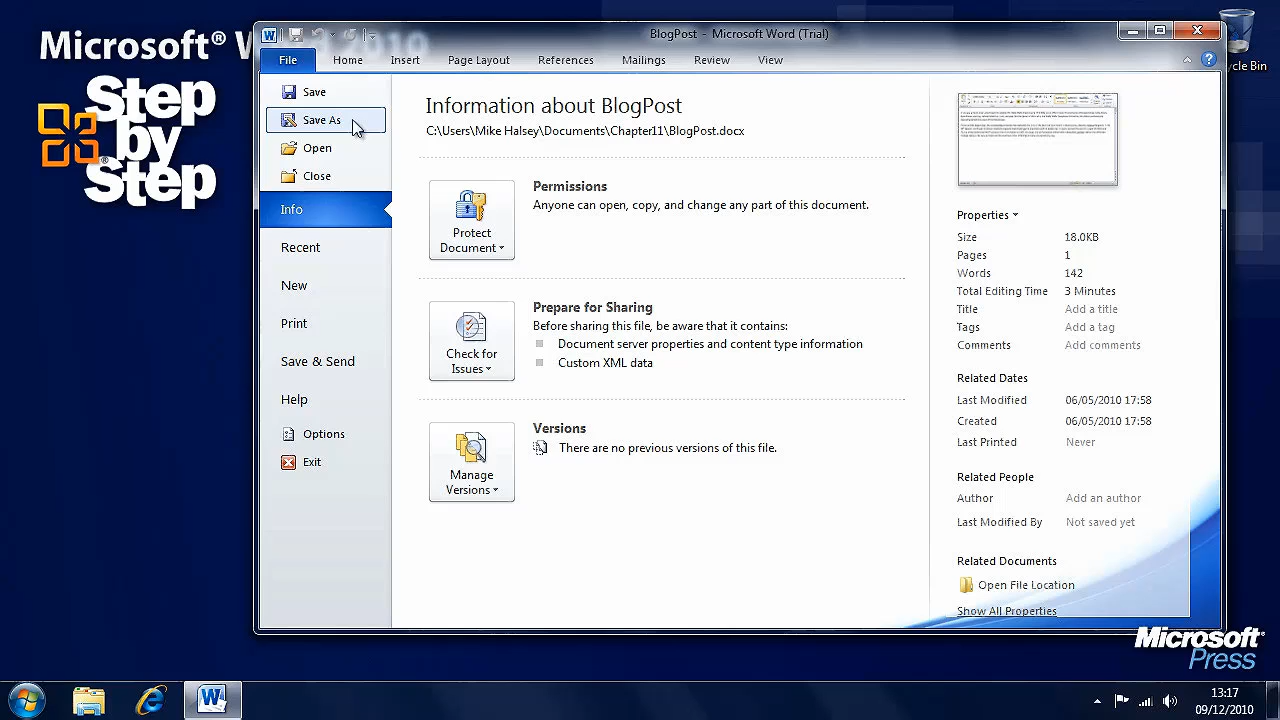 Microsoft® W
2010
Step
by
Step
BlogPost - Microsoft Word (Trial)
File Home Insert Page Layout References Mailings Review View
Save
Save As
Open
Close
Info
Recent
New
Print
Save & Send
Help
Options
Exit
Information about BlogPost
C:\Users\Mike Halsey\Documents\Chapter11\BlogPost.docx
Protect
Document
Permissions
Anyone can open, copy, and change any part of this document.
Check for
Issues
Prepare for Sharing
Before sharing this file, be aware that it contains:
Document server properties and content type information
Custom XML data
Manage
Versions
Versions
There are no previous versions of this file.
Properties
Size 18.0KB
Pages 1
Words 142
Total Editing Time 3 Minutes
Title Add a title
Tags Add a tag
Comments Add comments
Related Dates
Last Modified 06/05/2010 17:58
Created 06/05/2010 17:58
Last Printed Never
Related People
Author Add an author
Last Modified By Not saved yet
Related Documents
Open File Location
Show All Properties
cle Bin
Microsoft®
Press
13:17
09/12/2010